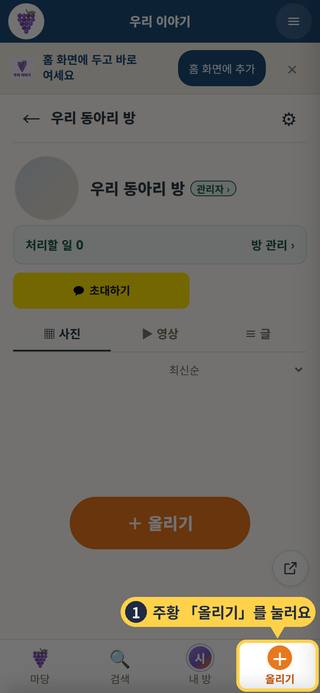 우리 이야기
홈 화면에 두고 바로
여세요
홈 화면에 추가
우리 동아리 방
우리 동아리 방
관리자 ›
처리할 일 0
방 관리 ›
초대하기
사진
영상
글
최신순
+ 올리기
1 주황 「올리기」를 눌러요
마당
검색
시
내 방
올리기